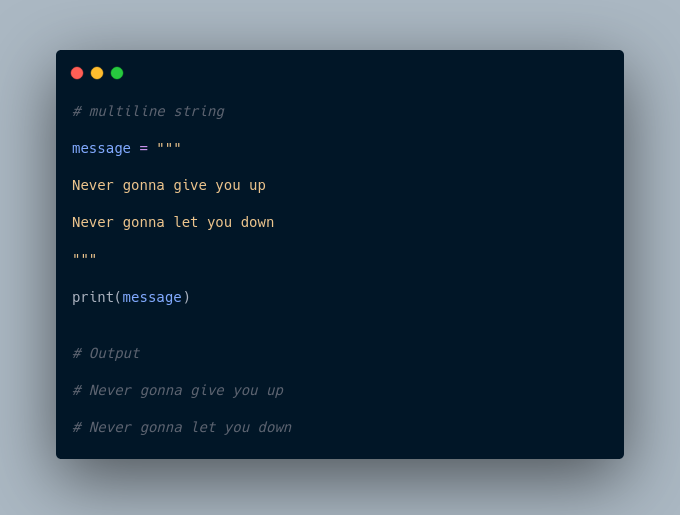 # multiline string
message = """
Never gonna give you up
Never gonna let you down
"""
print(message)
# Output
# Never gonna give you up
# Never gonna let you down